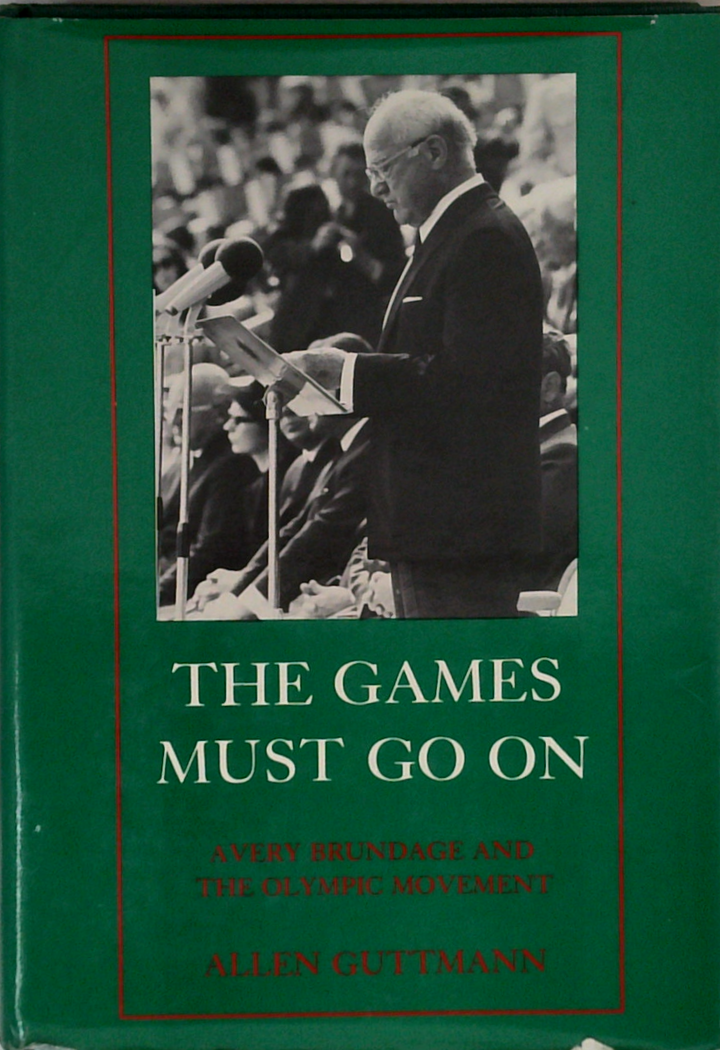 THE GAMES
MUST GO ON
AVERY BRUNDAGE AND
THE OLYMPIC MOVEMENT
ALLEN GUTTMANN